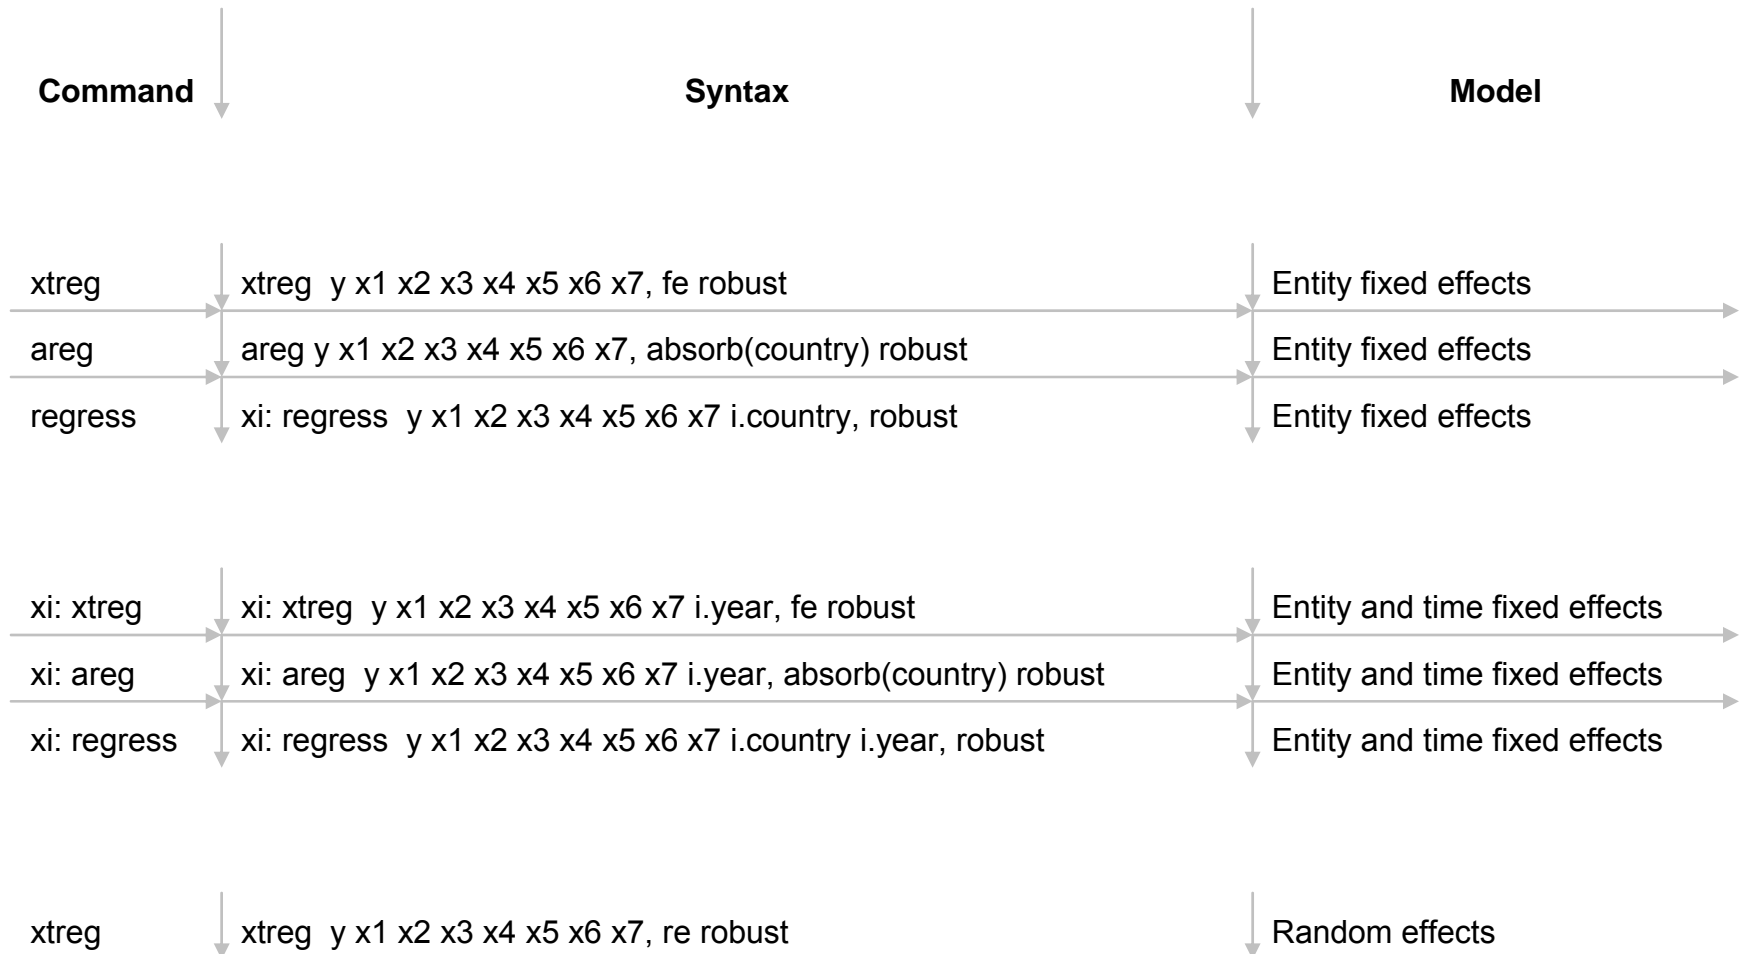 Command Syntax Model
xtreg xtreg y x1 x2 x3 x4 x5 x6 x7, fe robust Entity fixed effects
areg areg y x1 x2 x3 x4 x5 x6 x7, absorb(country) robust Entity fixed effects
regress xi: regress y x1 x2 x3 x4 x5 x6 x7 i.country, robust Entity fixed effects
xi: xtreg xi: xtreg y x1 x2 x3 x4 x5 x6 x7 i.year, fe robust Entity and time fixed effects
xi: areg xi: areg y x1 x2 x3 x4 x5 x6 x7 i.year, absorb(country) robust Entity and time fixed effects
xi: regress xi: regress y x1 x2 x3 x4 x5 x6 x7 i.country i.year, robust Entity and time fixed effects
xtreg xtreg y x1 x2 x3 x4 x5 x6 x7, re robust Random effects